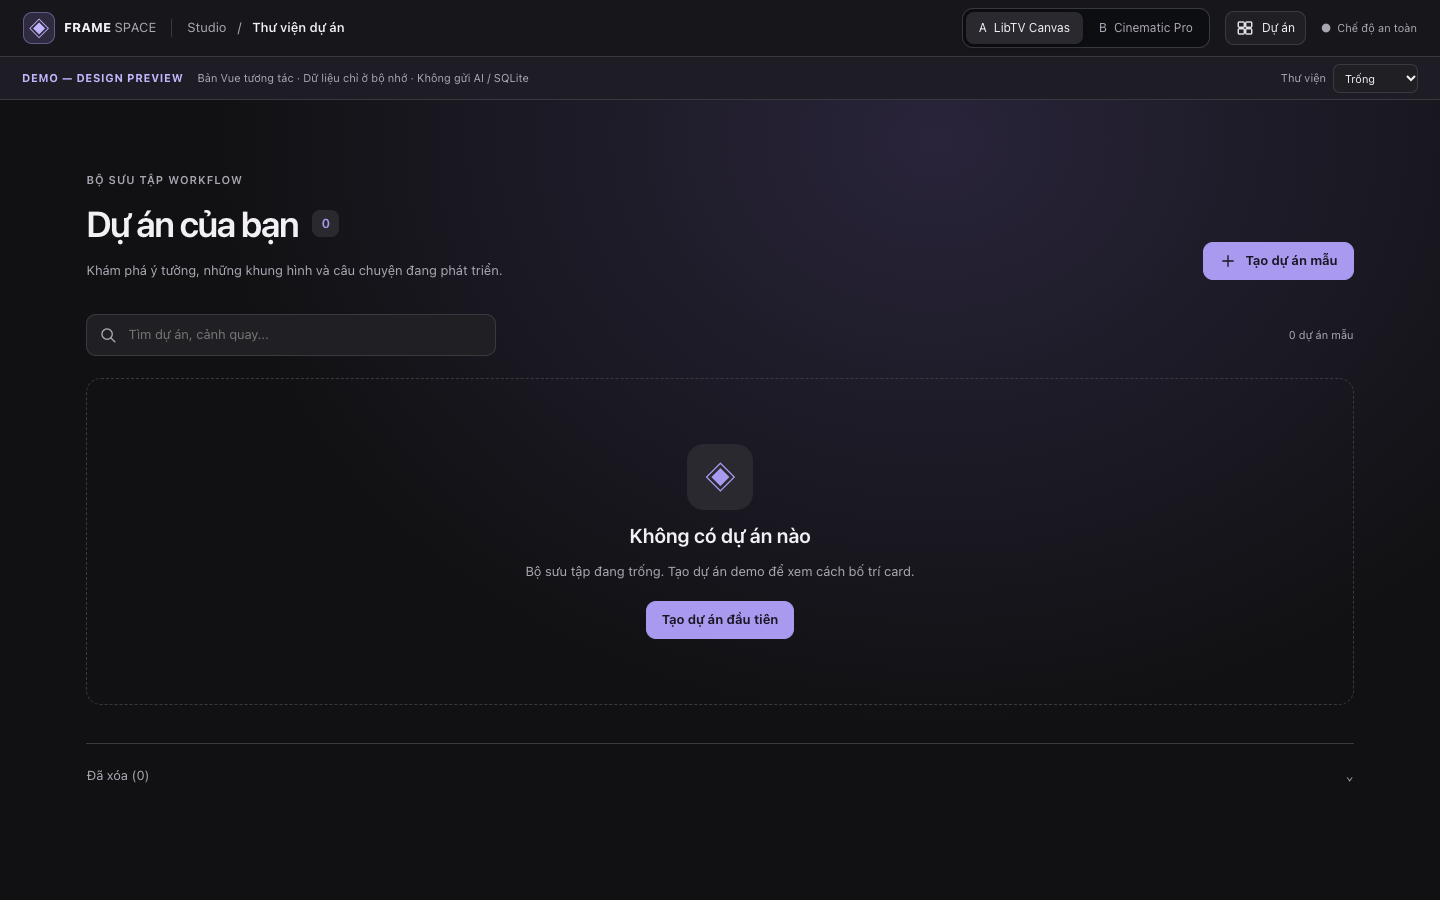 FRAME SPACE
Studio / Thư viện dự án
A LibTV Canvas
B Cinematic Pro
Dự án
Chế độ an toàn
DEMO — DESIGN PREVIEW
Bản Vue tương tác · Dữ liệu chỉ ở bộ nhớ · Không gửi AI / SQLite
Thư viện
Trống
BỘ SƯU TẬP WORKFLOW
Dự án của bạn 0
Khám phá ý tưởng, những khung hình và câu chuyện đang phát triển.
Tạo dự án mẫu
Tìm dự án, cảnh quay...
0 dự án mẫu
Không có dự án nào
Bộ sưu tập đang trống. Tạo dự án demo để xem cách bố trí card.
Tạo dự án đầu tiên
Đã xóa (0)